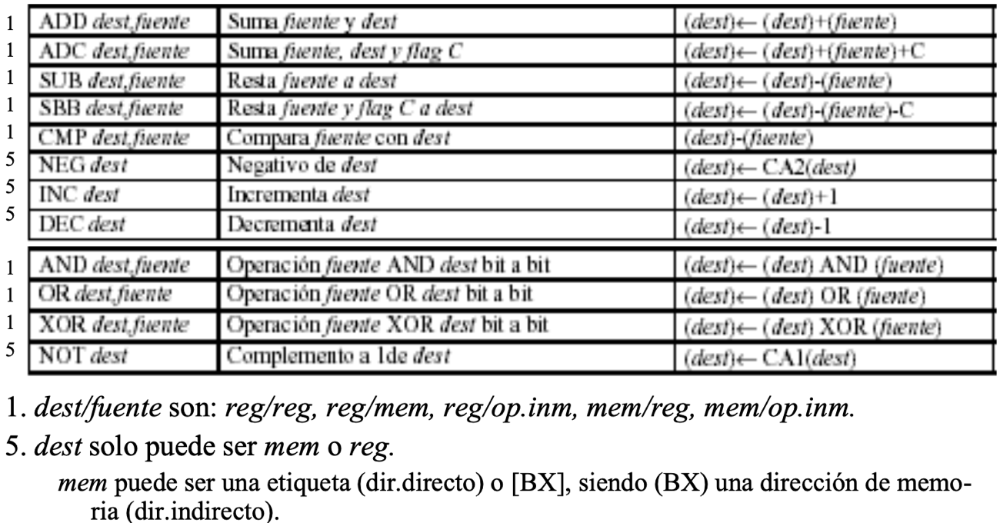 1 ADD dest,fuente Suma fuente y dest (dest)← (dest)+(fuente)
1 ADC dest,fuente Suma fuente, dest y flag C (dest)← (dest)+(fuente)+C
1 SUB dest,fuente Resta fuente a dest (dest)← (dest)-(fuente)
1 SBB dest,fuente Resta fuente y flag C a dest (dest)← (dest)-(fuente)-C
1 CMP dest,fuente Compara fuente con dest (dest)-(fuente)
5 NEG dest Negativo de dest (dest)← CA2(dest)
5 INC dest Incrementa dest (dest)← (dest)+1
5 DEC dest Decrementa dest (dest)← (dest)-1
1 AND dest,fuente Operación fuente AND dest bit a bit (dest)← (dest) AND (fuente)
1 OR dest,fuente Operación fuente OR dest bit a bit (dest)← (dest) OR (fuente)
1 XOR dest,fuente Operación fuente XOR dest bit a bit (dest)← (dest) XOR (fuente)
5 NOT dest Complemento a 1de dest (dest)← CA1(dest)
1. dest/fuente son: reg/reg, reg/mem, reg/op.inm, mem/reg, mem/op.inm.
5. dest solo puede ser mem o reg.
mem puede ser una etiqueta (dir.directo) o [BX], siendo (BX) una dirección de memo-
ria (dir.indirecto).